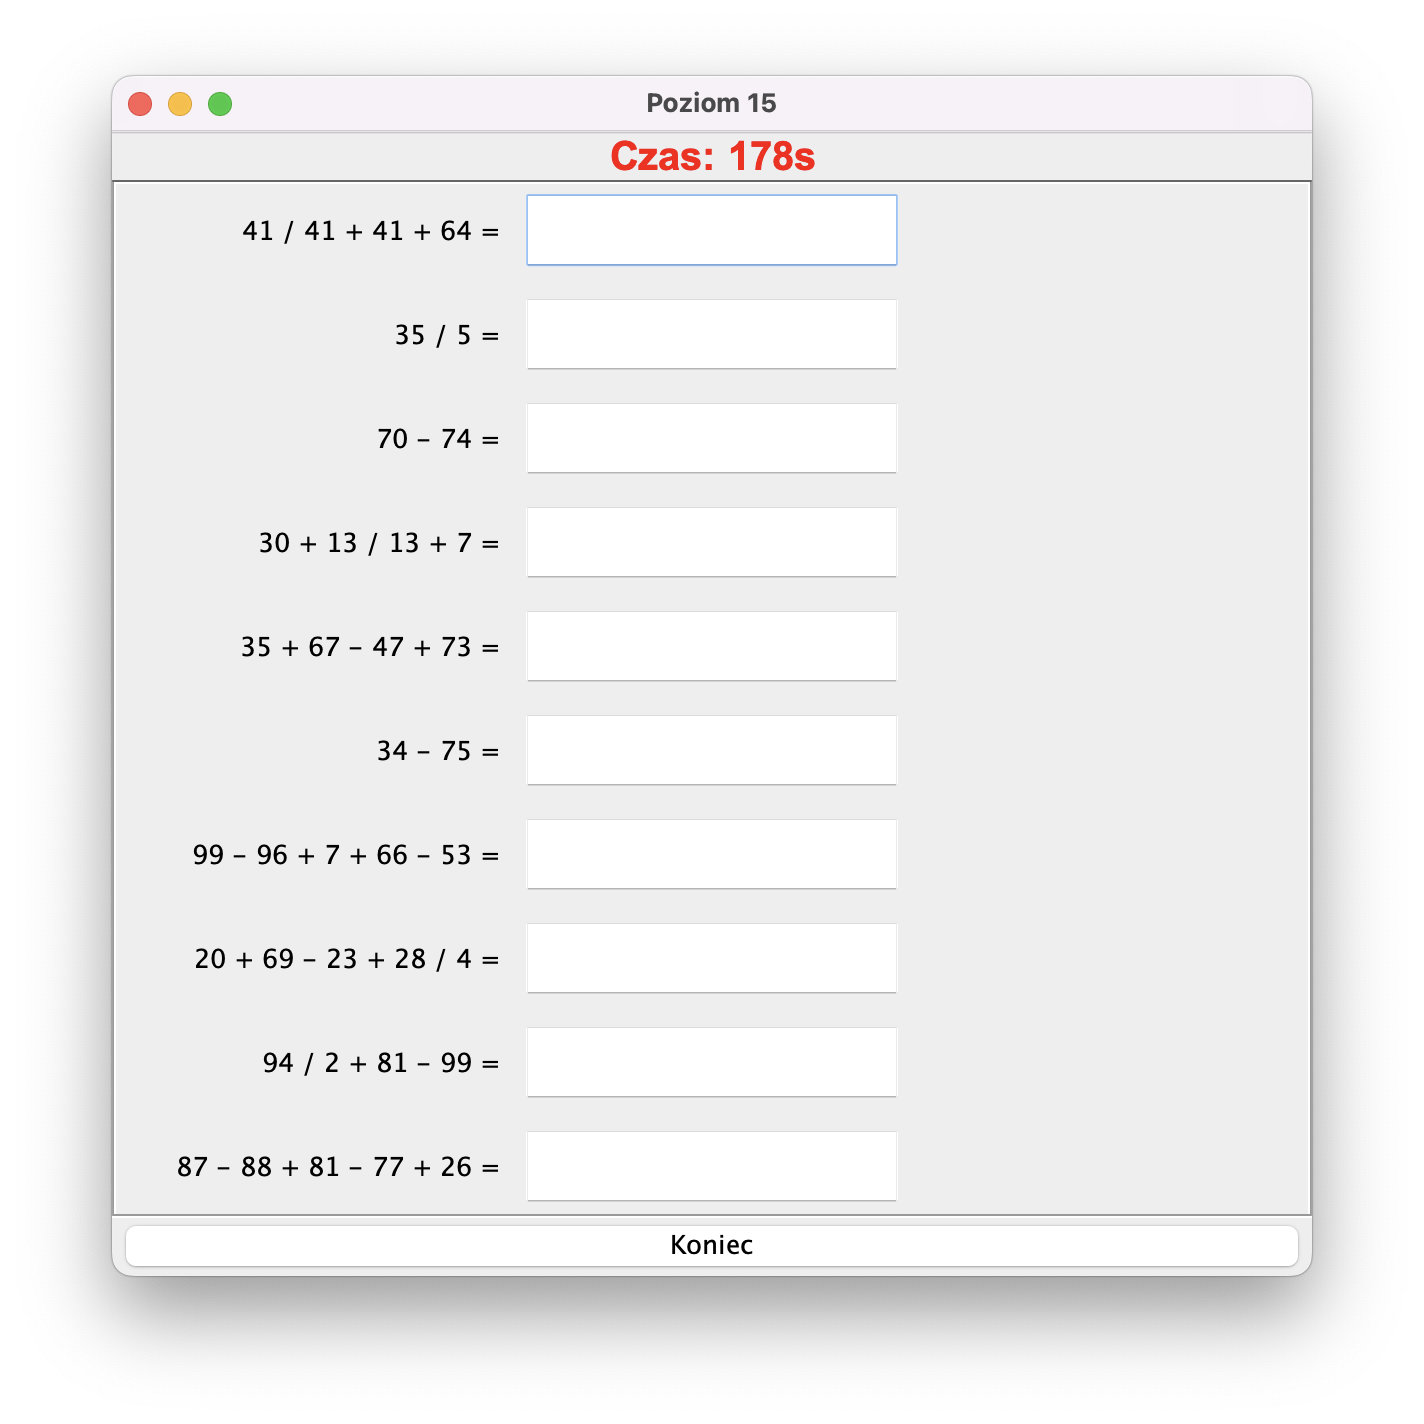 Poziom 15
Czas: 178s
41 / 41 + 41 + 64 =
35 / 5 =
70 – 74 =
30 + 13 / 13 + 7 =
35 + 67 – 47 + 73 =
34 – 75 =
99 – 96 + 7 + 66 – 53 =
20 + 69 – 23 + 28 / 4 =
94 / 2 + 81 – 99 =
87 – 88 + 81 – 77 + 26 =
Koniec